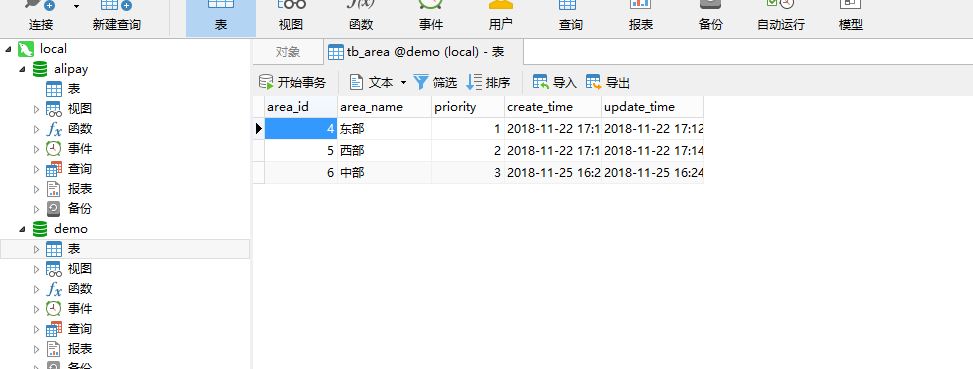 连接 新建查询 表 视图 函数 事件 用户 查询 报表 备份 自动运行 模型
local
alipay
表
视图
函数
事件
查询
报表
备份
demo
表
视图
函数
事件
查询
报表
备份
对象 tb_area @demo (local) - 表
开始事务 文本 筛选 排序 导入 导出
area_id area_name priority create_time update_time
4 东部 1 2018-11-22 17:1 2018-11-22 17:12
5 西部 2 2018-11-22 17:1 2018-11-22 17:14
6 中部 3 2018-11-25 16:2 2018-11-25 16:24